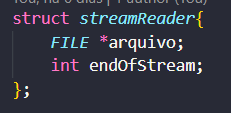 struct streamReader{
FILE *arquivo;
int endOfStream;
};